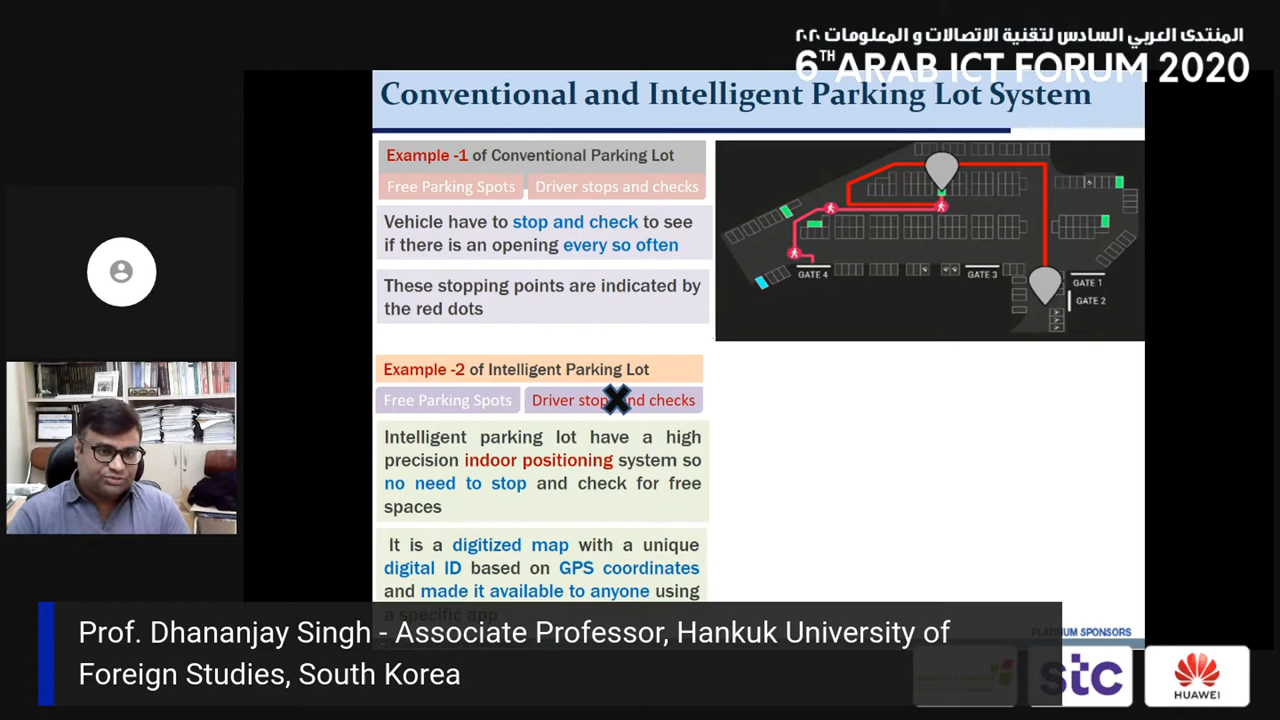 المنتدى العربي السادس لتقنية الاتصالات و المعلومات ٢٠٢٠
6TH ARAB ICT FORUM 2020
Conventional and Intelligent Parking Lot System
Example -1 of Conventional Parking Lot
Free Parking Spots
Driver stops and checks
Vehicle have to stop and check to see
if there is an opening every so often
These stopping points are indicated by
the red dots
GATE 4
GATE 3
GATE 1
GATE 2
Example -2 of Intelligent Parking Lot
Free Parking Spots
Driver stop nd checks
Intelligent parking lot have a high
precision indoor positioning system so
no need to stop and check for free
spaces
It is a digitized map with a unique
digital ID based on GPS coordinates
and made it available to anyone using
a specific app
Prof. Dhananjay Singh - Associate Professor, Hankuk University of
Foreign Studies, South Korea
PLATINUM SPONSORS
stc
HUAWEI